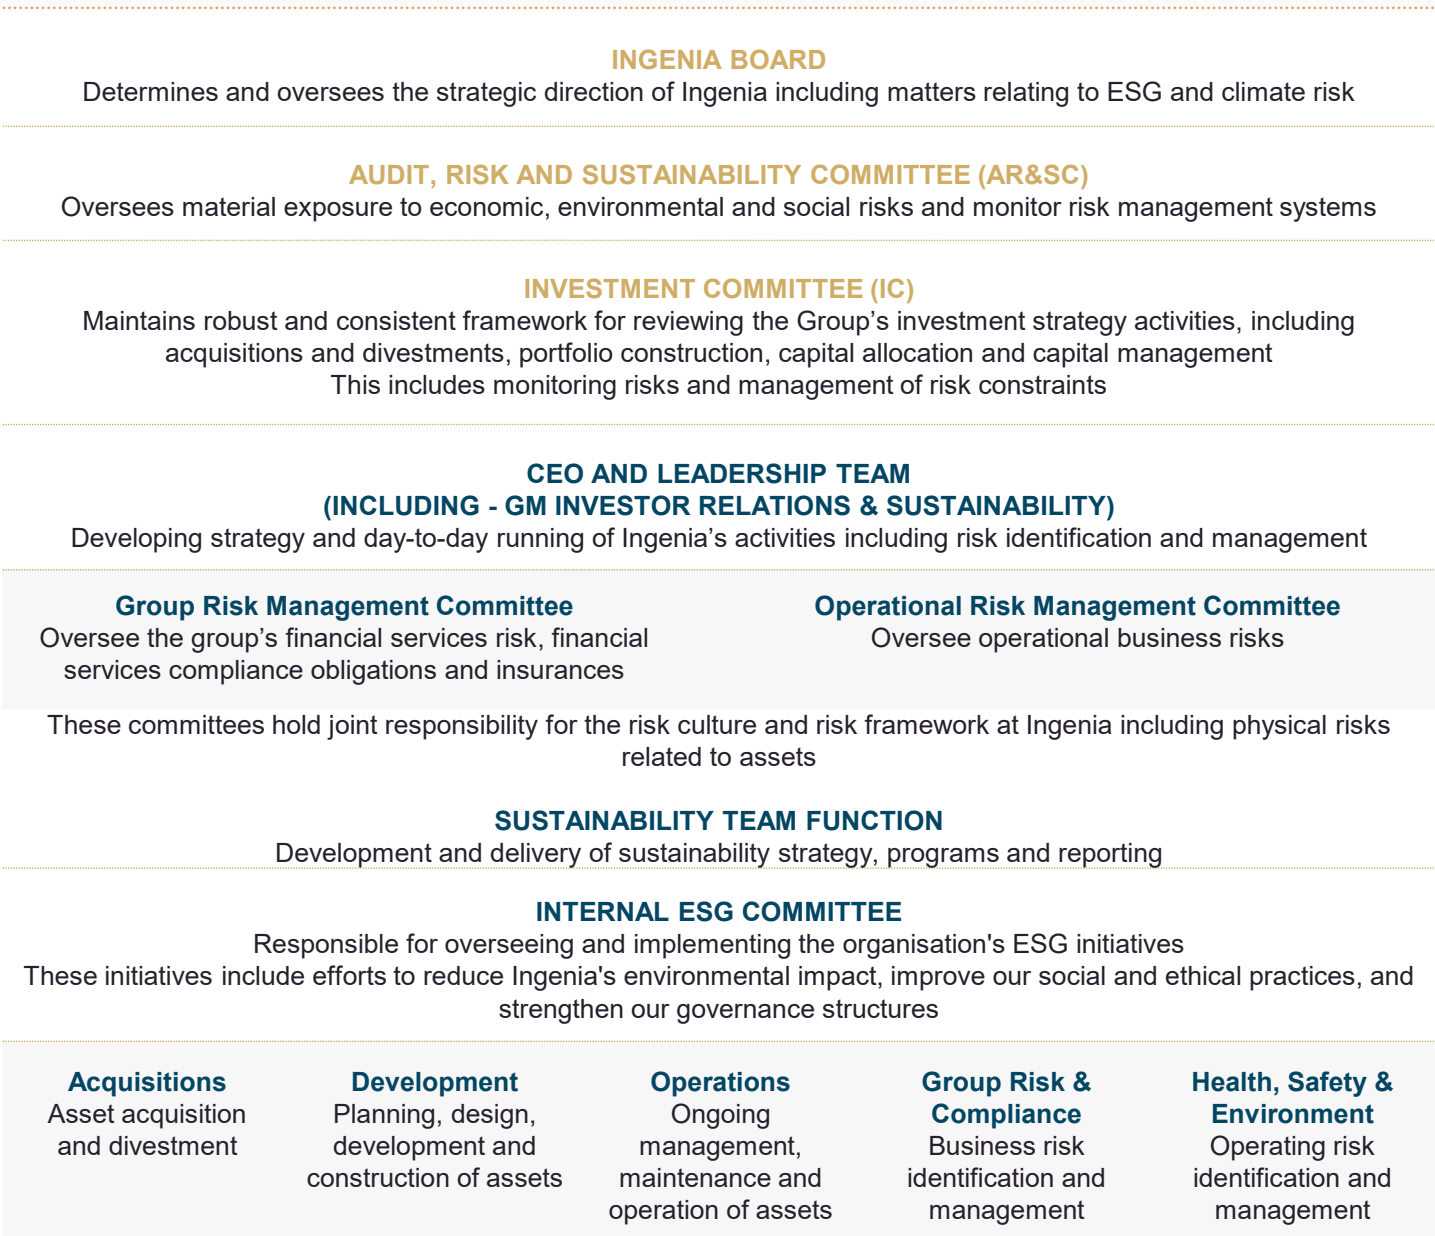 INGENIA BOARD
Determines and oversees the strategic direction of Ingenia including matters relating to ESG and climate risk
AUDIT, RISK AND SUSTAINABILITY COMMITTEE (AR&SC)
Oversees material exposure to economic, environmental and social risks and monitor risk management systems
INVESTMENT COMMITTEE (IC)
Maintains robust and consistent framework for reviewing the Group’s investment strategy activities, including
acquisitions and divestments, portfolio construction, capital allocation and capital management
This includes monitoring risks and management of risk constraints
CEO AND LEADERSHIP TEAM
(INCLUDING - GM INVESTOR RELATIONS & SUSTAINABILITY)
Developing strategy and day-to-day running of Ingenia’s activities including risk identification and management
Group Risk Management Committee
Oversee the group’s financial services risk, financial
services compliance obligations and insurances
Operational Risk Management Committee
Oversee operational business risks
These committees hold joint responsibility for the risk culture and risk framework at Ingenia including physical risks
related to assets
SUSTAINABILITY TEAM FUNCTION
Development and delivery of sustainability strategy, programs and reporting
INTERNAL ESG COMMITTEE
Responsible for overseeing and implementing the organisation's ESG initiatives
These initiatives include efforts to reduce Ingenia's environmental impact, improve our social and ethical practices, and
strengthen our governance structures
Acquisitions
Asset acquisition
and divestment
Development
Planning, design,
development and
construction of assets
Operations
Ongoing
management,
maintenance and
operation of assets
Group Risk &
Compliance
Business risk
identification and
management
Health, Safety &
Environment
Operating risk
identification and
management